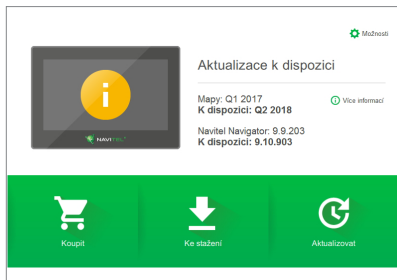 Možnosti
Aktualizace k dispozici
Mapy: Q1 2017
K dispozici: Q2 2018
Více informací
Navitel Navigator: 9.9.203
K dispozici: 9.10.903
NAVITEL
Koupit
Ke stažení
Aktualizovat